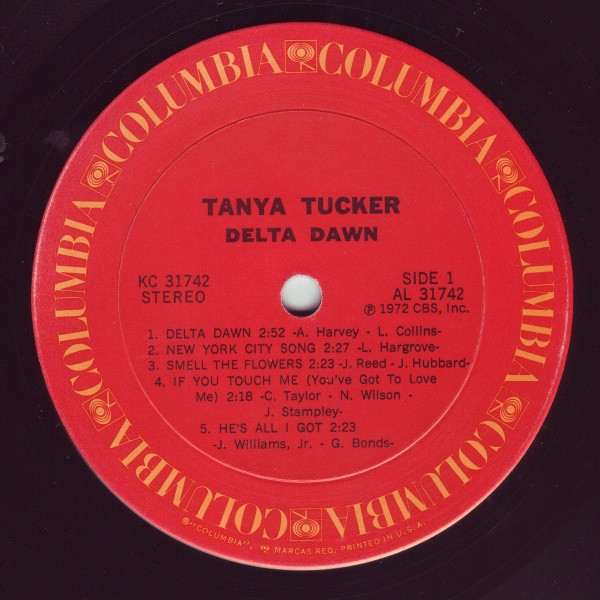 COLUMBIA COLUMBIA COLUMBIA COLUMBIA COLUMBIA COLUMBIA COLUMBIA
TANYA TUCKER
DELTA DAWN
KC 31742
STEREO
SIDE 1
AL 31742
Ⓟ 1972 CBS, Inc.
1. DELTA DAWN 2:52 -A. Harvey - L. Collins-
2. NEW YORK CITY SONG 2:27 -L. Hargrove-
3. SMELL THE FLOWERS 2:23 -J. Reed - J. Hubbard-
4. IF YOU TOUCH ME (You've Got To Love
Me) 2:18 -C. Taylor - N. Wilson -
J. Stampley-
5. HE'S ALL I GOT 2:23
-J. Williams, Jr. - G. Bonds-
®"COLUMBIA", MARCAS REG. PRINTED IN U.S.A.